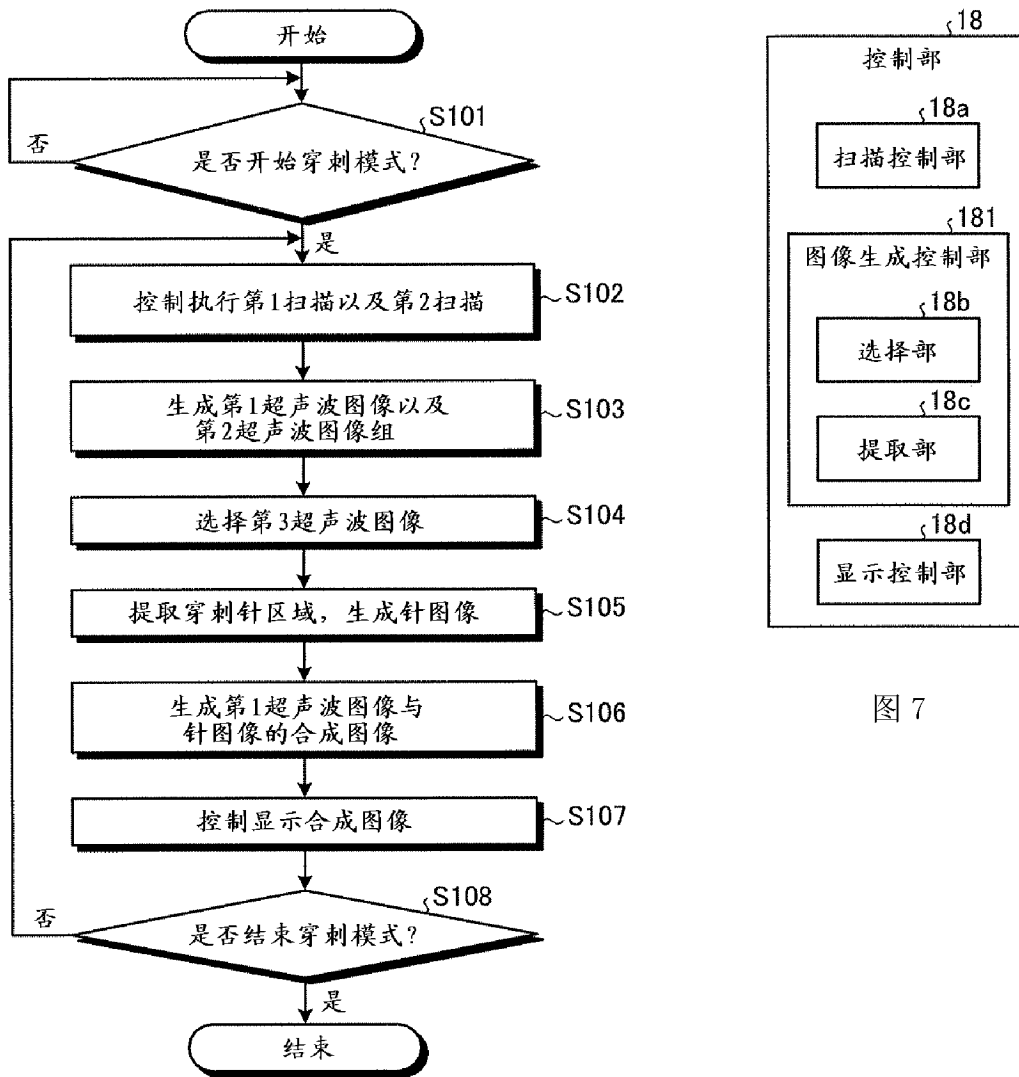 开始
S101
否
是否开始穿刺模式?
是
控制执行第1扫描以及第2扫描
S102
生成第1超声波图像以及
第2超声波图像组
S103
选择第3超声波图像
S104
提取穿刺针区域，生成针图像
S105
生成第1超声波图像与
针图像的合成图像
S106
控制显示合成图像
S107
S108
否
是否结束穿刺模式?
是
结束
18
控制部
18a
扫描控制部
181
图像生成控制部
18b
选择部
18c
提取部
18d
显示控制部
图 7